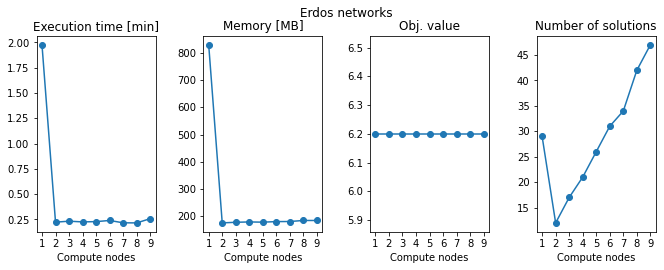 Erdos networks
Execution time [min]
2.00
1.75
1.50
1.25
1.00
0.75
0.50
0.25
1 2 3 4 5 6 7 8 9
Compute nodes
Memory [MB]
800
700
600
500
400
300
200
1 2 3 4 5 6 7 8 9
Compute nodes
Obj. value
6.5
6.4
6.3
6.2
6.1
6.0
5.9
1 2 3 4 5 6 7 8 9
Compute nodes
Number of solutions
45
40
35
30
25
20
15
1 2 3 4 5 6 7 8 9
Compute nodes